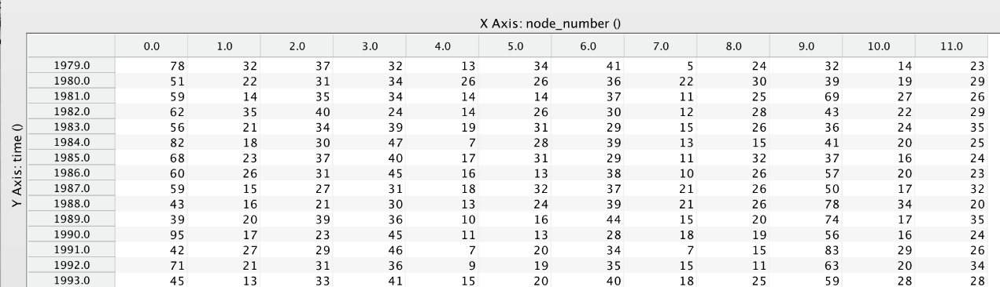 X Axis: node_number ()
0.0 1.0 2.0 3.0 4.0 5.0 6.0 7.0 8.0 9.0 10.0 11.0
1979.0 78 32 37 32 13 34 41 5 24 32 14 23
1980.0 51 22 31 34 26 26 36 22 30 39 19 29
1981.0 59 14 35 34 14 14 37 11 25 69 27 26
1982.0 62 35 40 24 14 26 30 12 28 43 22 29
1983.0 56 21 34 39 19 31 29 15 26 36 24 35
1984.0 82 18 30 47 7 28 39 13 15 41 20 25
1985.0 68 23 37 40 17 31 29 11 32 37 16 24
1986.0 60 26 31 45 16 13 38 10 26 57 20 23
1987.0 59 15 27 31 18 32 37 21 26 50 17 32
1988.0 43 16 21 30 13 24 39 21 26 78 34 20
1989.0 39 20 39 36 10 16 44 15 20 74 17 35
1990.0 95 17 23 45 11 13 28 18 19 56 16 24
1991.0 42 27 29 46 7 20 34 7 15 83 29 26
1992.0 71 21 31 36 9 19 35 15 11 63 20 34
1993.0 45 13 33 41 15 20 40 18 25 59 28 28
Y Axis: time ()